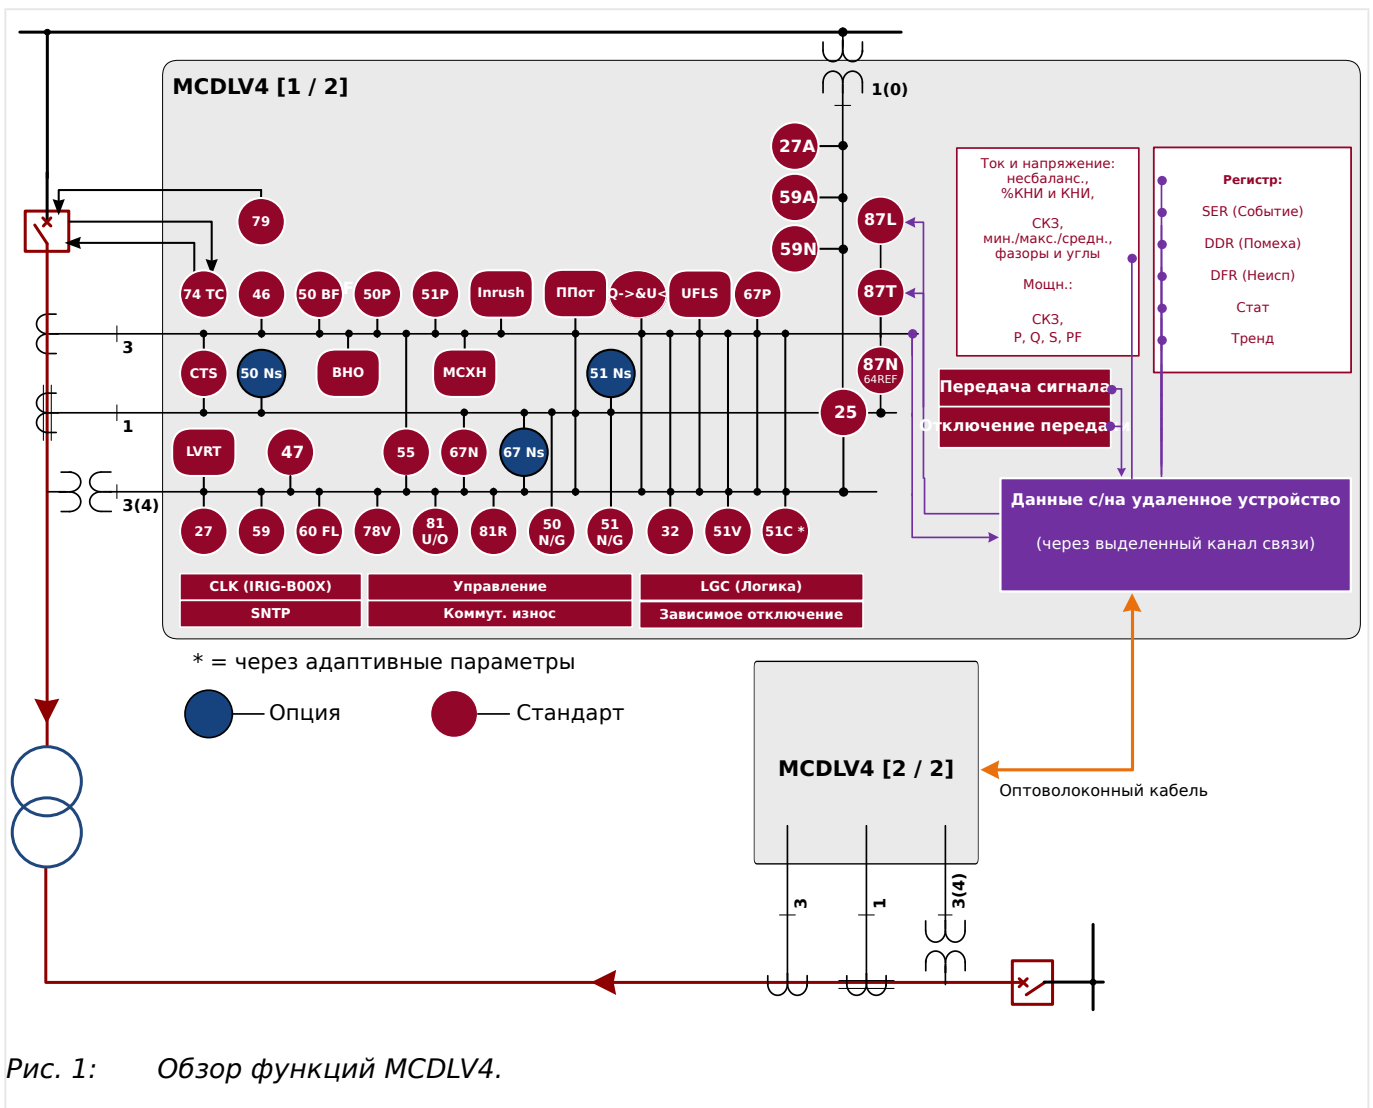 MCDLV4 [1 / 2]
1(0)
27A
59A
59N
79
87L
87T
87N
64REF
25
74 TC
46
50 BF
50P
51P
Inrush
ППот
Q->&U<
UFLS
67P
3
CTS
50 Ns
ВНО
МСХН
51 Ns
1
LVRT
47
55
67N
67 Ns
3(4)
27
59
60 FL
78V
81
U/O
81R
50
N/G
51
N/G
32
51V
51C *
CLK (IRIG-B00X)
Управление
LGC (Логика)
SNTP
Коммут. износ
Зависимое отключение
Ток и напряжение:
несбаланс.,
%КНИ и КНИ,
СКЗ,
мин./макс./средн.,
фазоры и углы
Мощн.:
СКЗ,
P, Q, S, PF
Регистр:
SER (Событие)
DDR (Помеха)
DFR (Неисп)
Стат
Тренд
Передача сигнала
Отключение переда
Данные с/на удаленное устройство
(через выделенный канал связи)
* = через адаптивные параметры
Опция
Стандарт
MCDLV4 [2 / 2]
Оптоволоконный кабель
3
1
3(4)
Рис. 1: Обзор функций MCDLV4.